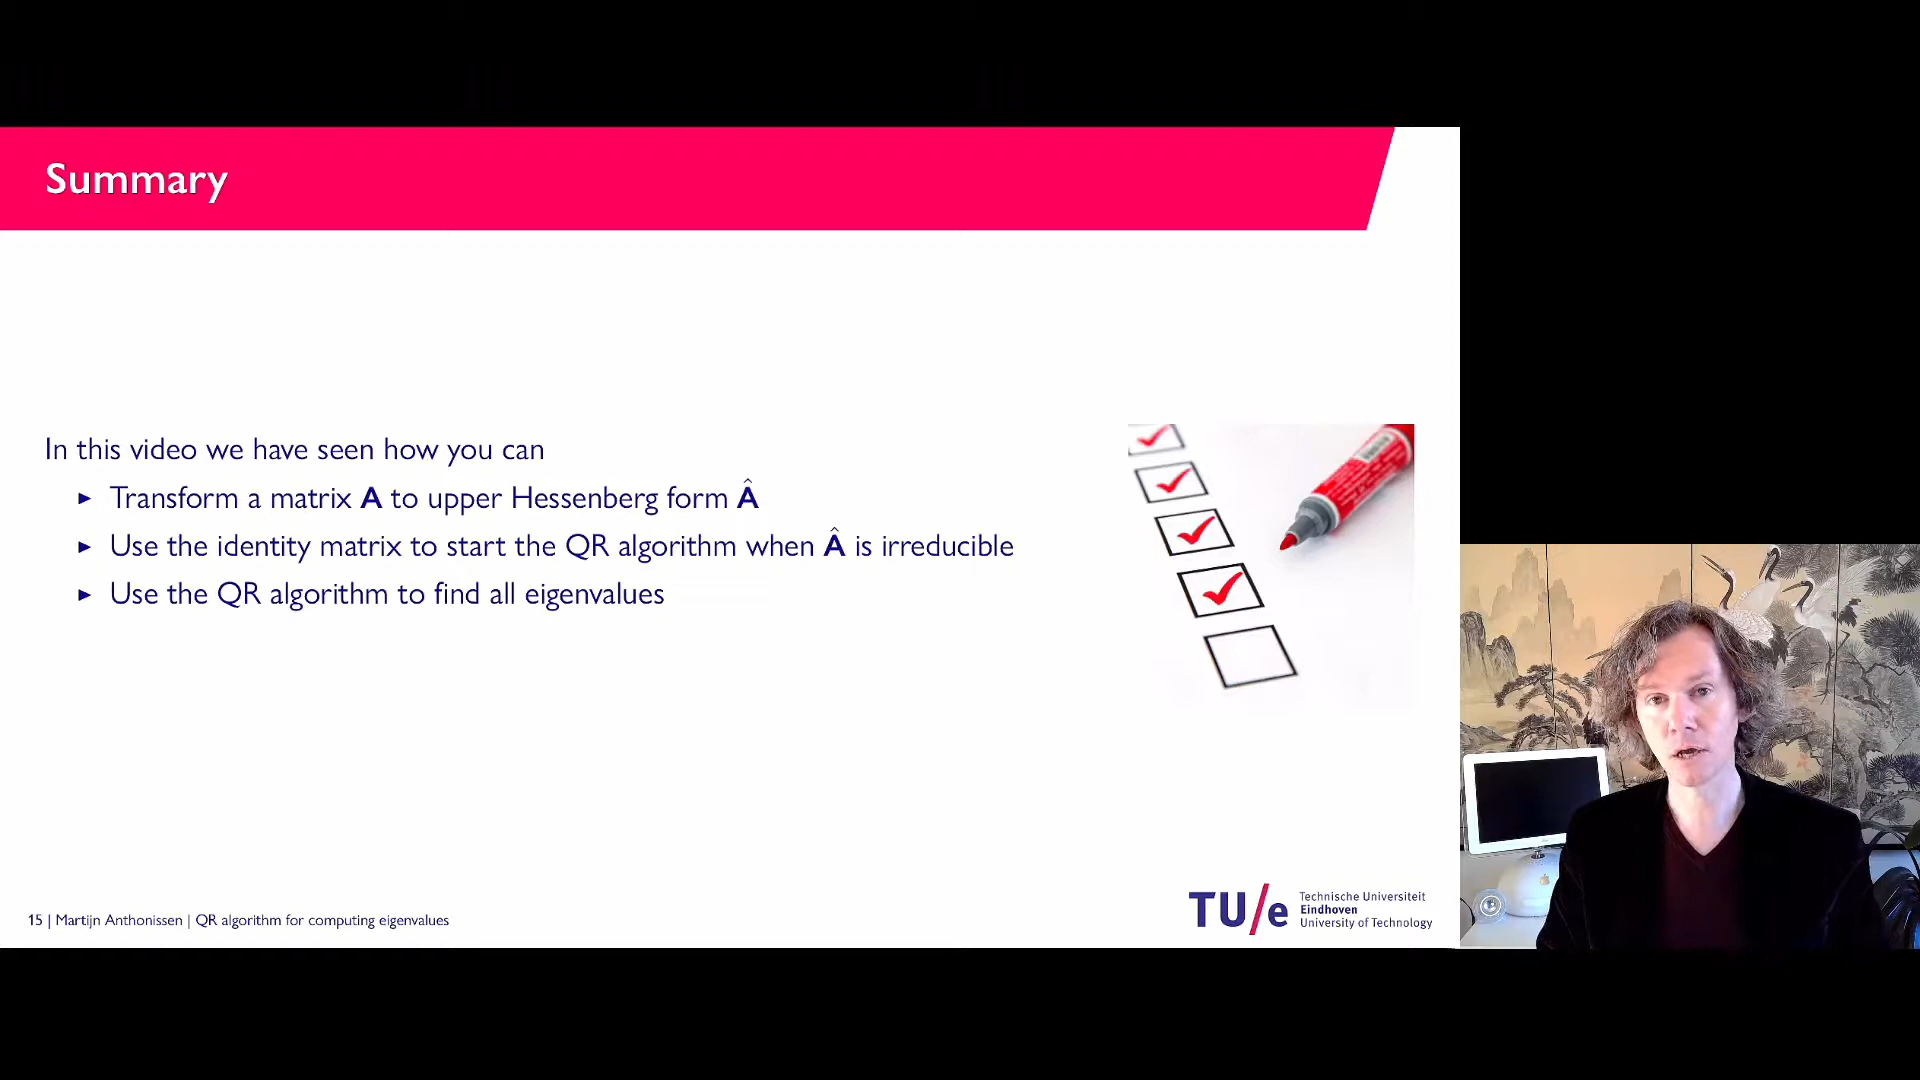 Summary
In this video we have seen how you can
► Transform a matrix A to upper Hessenberg form Â
► Use the identity matrix to start the QR algorithm when Â is irreducible
► Use the QR algorithm to find all eigenvalues
15 | Martijn Anthonissen | QR algorithm for computing eigenvalues
TU/e
Technische Universiteit
Eindhoven
University of Technology